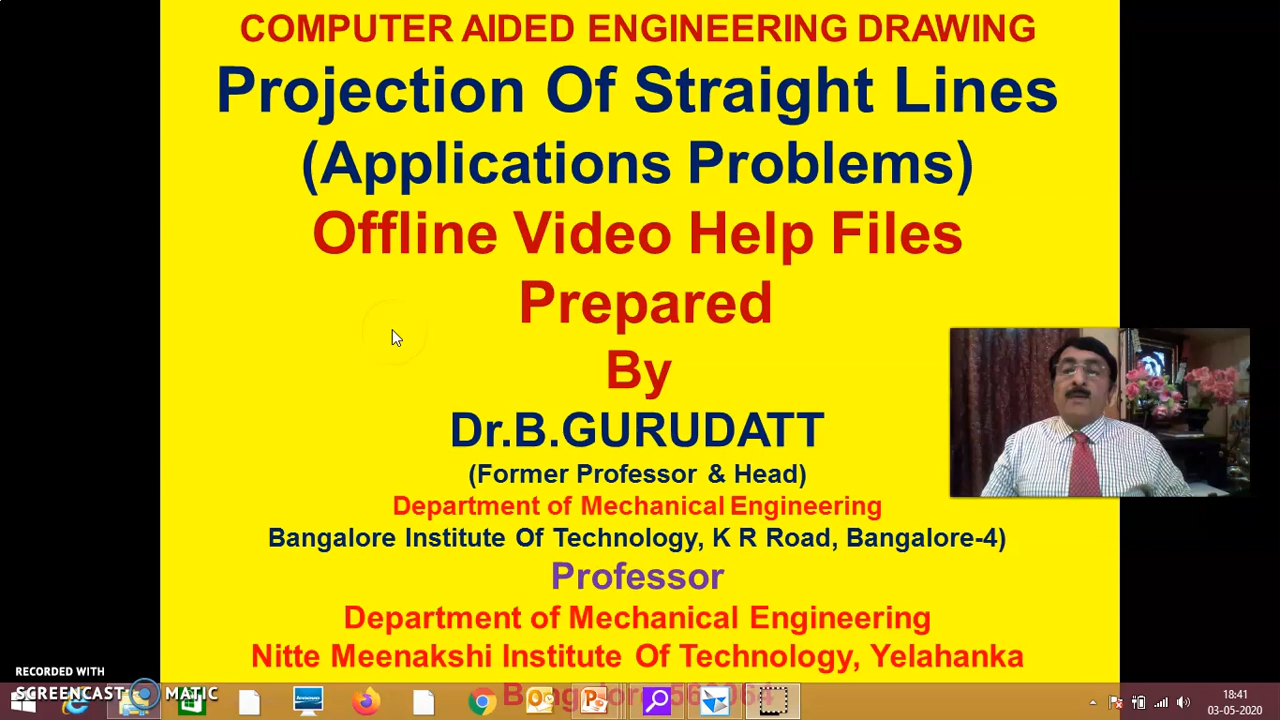 COMPUTER AIDED ENGINEERING DRAWING
Projection Of Straight Lines
(Applications Problems)
Offline Video Help Files
Prepared
By
Dr.B.GURUDATT
(Former Professor & Head)
Department of Mechanical Engineering
Bangalore Institute Of Technology, K R Road, Bangalore-4)
Professor
Department of Mechanical Engineering
Nitte Meenakshi Institute Of Technology, Yelahanka
RECORDED WITH
SCREENCAST MATIC
18:41
03-05-2020